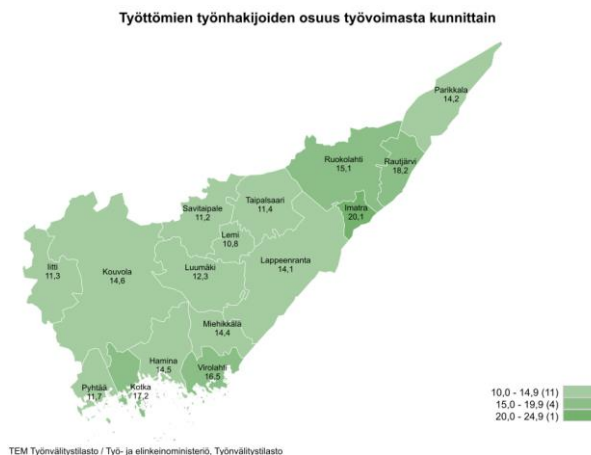 Työttömien työnhakijoiden osuus työvoimasta kunnittain
Parikkala
14,2
Ruokolahti
15,1
Rautjärvi
18,2
Savitaipale
11,2
Taipalsaari
11,4
Imatra
20,1
Lemi
10,8
Iitti
11,3
Kouvola
14,6
Luumäki
12,3
Lappeenranta
14,1
Miehikkälä
14,4
Hamina
14,5
Virolahti
16,5
Pyhtää
11,7
Kotka
17,2
10,0 - 14,9 (11)
15,0 - 19,9 (4)
20,0 - 24,9 (1)
TEM Työnvälitystilasto / Työ- ja elinkeinoministeriö, Työnvälitystilasto